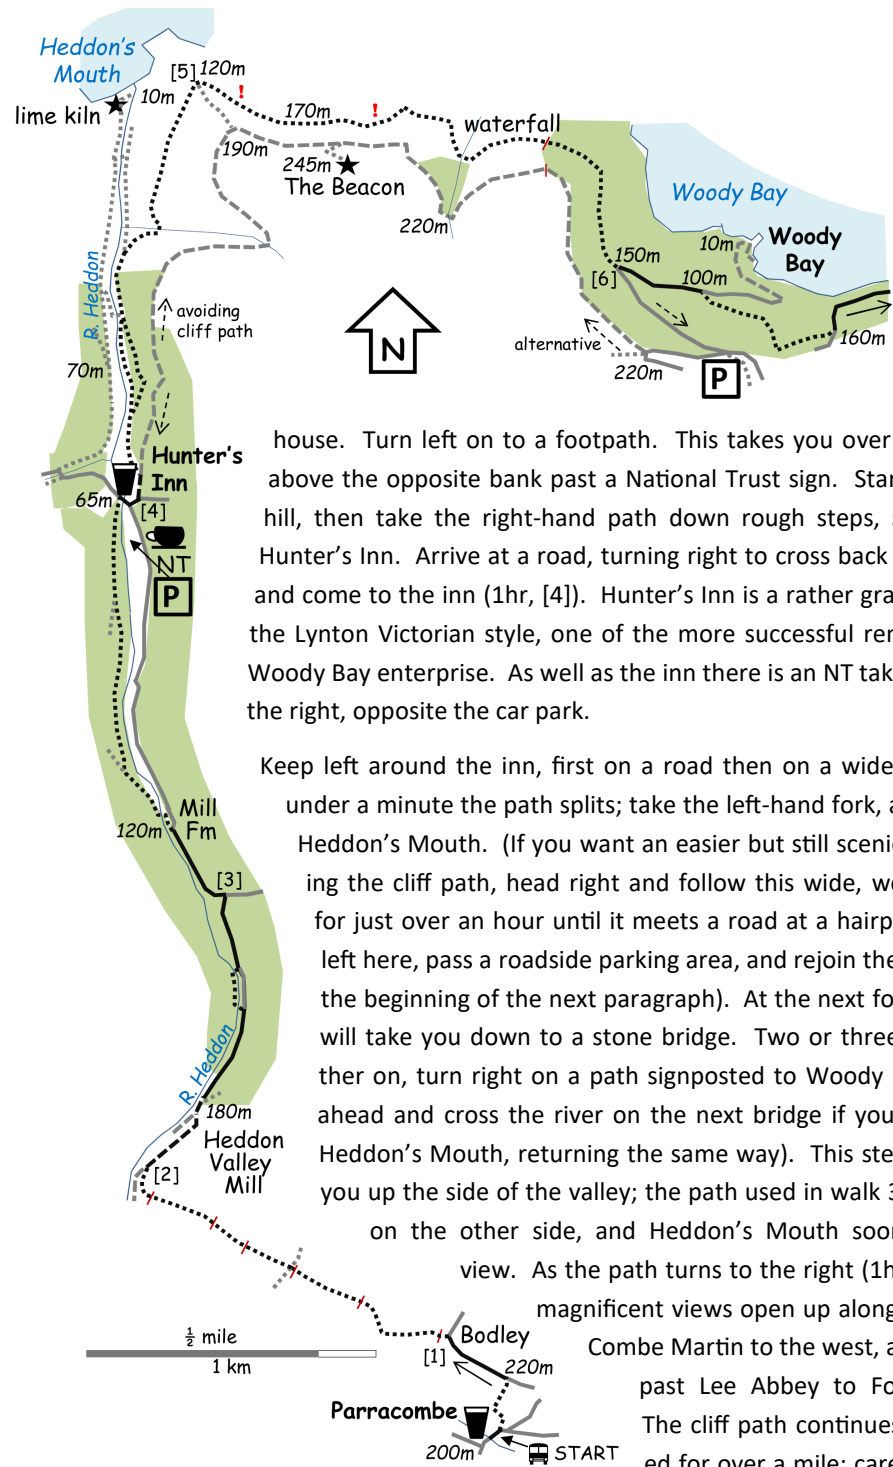 Heddon's
Mouth
[5] 120m
!
10m
lime kiln
170m
!
waterfall
190m
245m
The Beacon
Woody Bay
220m
10m
Woody
Bay
150m
100m
[6]
R. Heddon
avoiding
cliff path
N
alternative
160m
70m
220m
P
Hunter's
Inn
65m
[4]
NT
P
house. Turn left on to a footpath. This takes you over
above the opposite bank past a National Trust sign. Star
hill, then take the right-hand path down rough steps, s
Hunter's Inn. Arrive at a road, turning right to cross back
and come to the inn (1hr, [4]). Hunter's Inn is a rather gra
the Lynton Victorian style, one of the more successful rem
Woody Bay enterprise. As well as the inn there is an NT tak
the right, opposite the car park.
Keep left around the inn, first on a road then on a wide
under a minute the path splits; take the left-hand fork, a
Heddon's Mouth. (If you want an easier but still scenic
ing the cliff path, head right and follow this wide, we
for just over an hour until it meets a road at a hairp
left here, pass a roadside parking area, and rejoin the
the beginning of the next paragraph). At the next fo
will take you down to a stone bridge. Two or three
ther on, turn right on a path signposted to Woody
ahead and cross the river on the next bridge if you
Heddon's Mouth, returning the same way). This ste
you up the side of the valley; the path used in walk 3
on the other side, and Heddon's Mouth soon
view. As the path turns to the right (1h
magnificent views open up along
Combe Martin to the west, a
past Lee Abbey to Fo
The cliff path continues
ed for over a mile; care
Mill
Fm
120m
[3]
R. Heddon
180m
Heddon
Valley
Mill
[2]
½ mile
1 km
Bodley
[1]
220m
Parracombe
200m
START